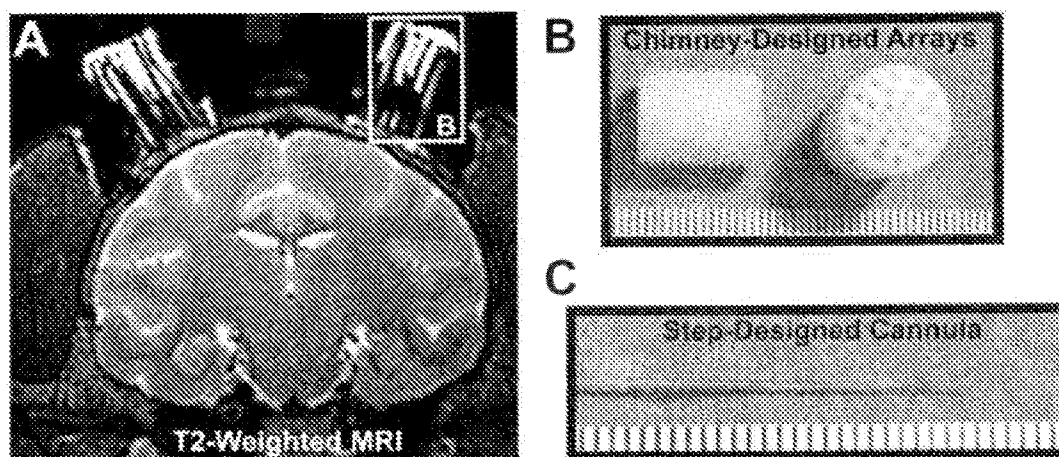 A
B
T2-Weighted MRI
B
Chimney-Designed Arrays
C
Step-Designed Cannula